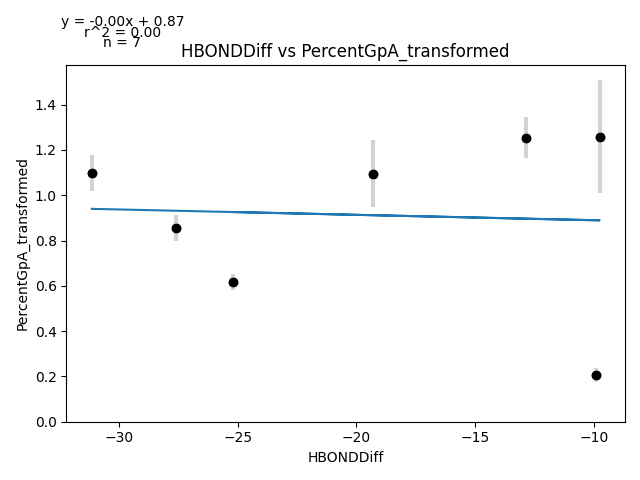 y = -0.00x + 0.87
r^2 = 0.00
n = 7
HBONDDiff vs PercentGpA_transformed
1.4
1.2
1.0
0.8
0.6
0.4
0.2
0.0
PercentGpA_transformed
−30
−25
−20
−15
−10
HBONDDiff